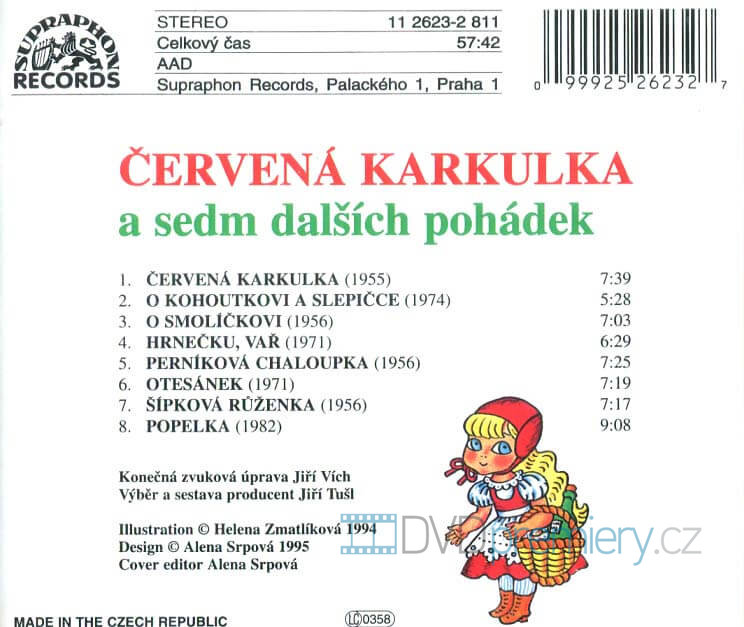 SUPRAPHON
RECORDS
STEREO 11 2623-2 811
Celkový čas 57:42
AAD
Supraphon Records, Palackého 1, Praha 1
0 99925 26232 7
ČERVENÁ KARKULKA
a sedm dalších pohádek
1. ČERVENÁ KARKULKA (1955) 7:39
2. O KOHOUTKOVI A SLEPIČCE (1974) 5:28
3. O SMOLÍČKOVI (1956) 7:03
4. HRNEČKU, VAŘ (1971) 6:29
5. PERNÍKOVÁ CHALOUPKA (1956) 7:25
6. OTESÁNEK (1971) 7:19
7. ŠÍPKOVÁ RŮŽENKA (1956) 7:17
8. POPELKA (1982) 9:08
Konečná zvuková úprava Jiří Vích
Výběr a sestava producent Jiří Tušl
Illustration © Helena Zmatlíková 1994
Design © Alena Srpová 1995
Cover editor Alena Srpová
DVDpremiery.cz
MADE IN THE CZECH REPUBLIC
LC 0358